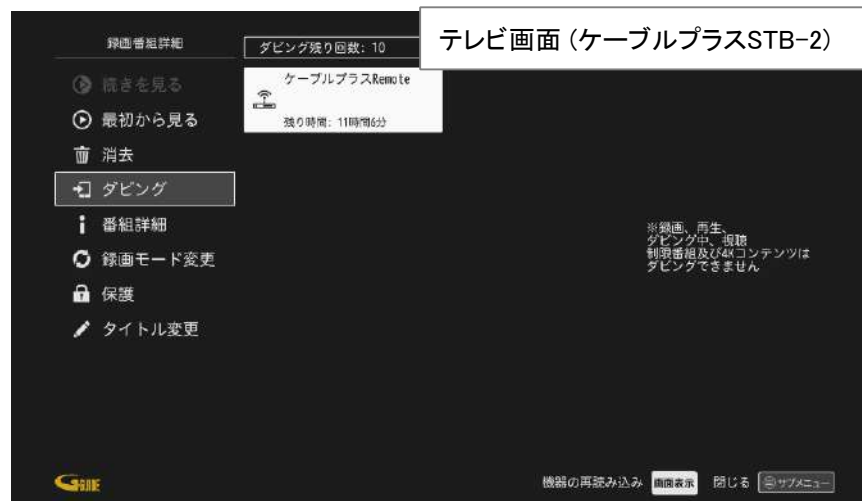 テレビ画面 (ケーブルプラスSTB-2)
録画番組詳細
ダビング残り回数: 10
続きを見る
最初から見る
消去
ダビング
番組詳細
録画モード変更
保護
タイトル変更
ケーブルプラスRemote
残り時間: 11時間6分
※録画、再生、
ダビング中、視聴
制限番組及び4Kコンテンツは
ダビングできません
G-GUIDE
機器の再読み込み 画面表示 閉じる サブメニュー